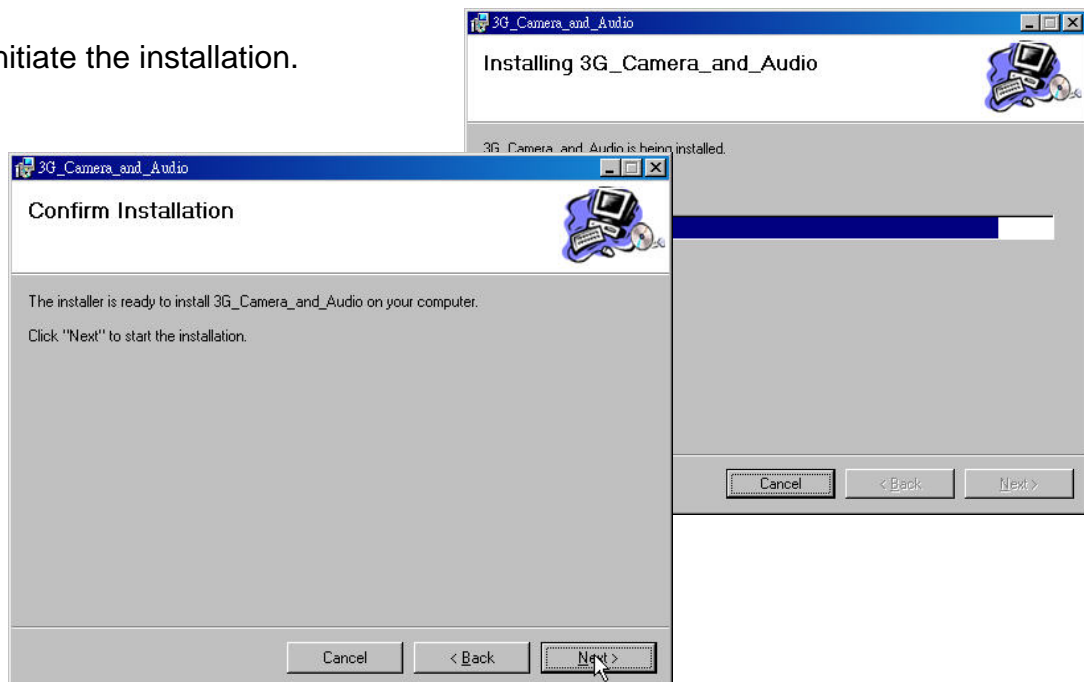 nitiate the installation.
3G_Camera_and_Audio
Installing 3G_Camera_and_Audio
3G_Camera_and_Audio is being installed.
Cancel
< Back
Next >
3G_Camera_and_Audio
Confirm Installation
The installer is ready to install 3G_Camera_and_Audio on your computer.
Click "Next" to start the installation.
Cancel
< Back
Next >